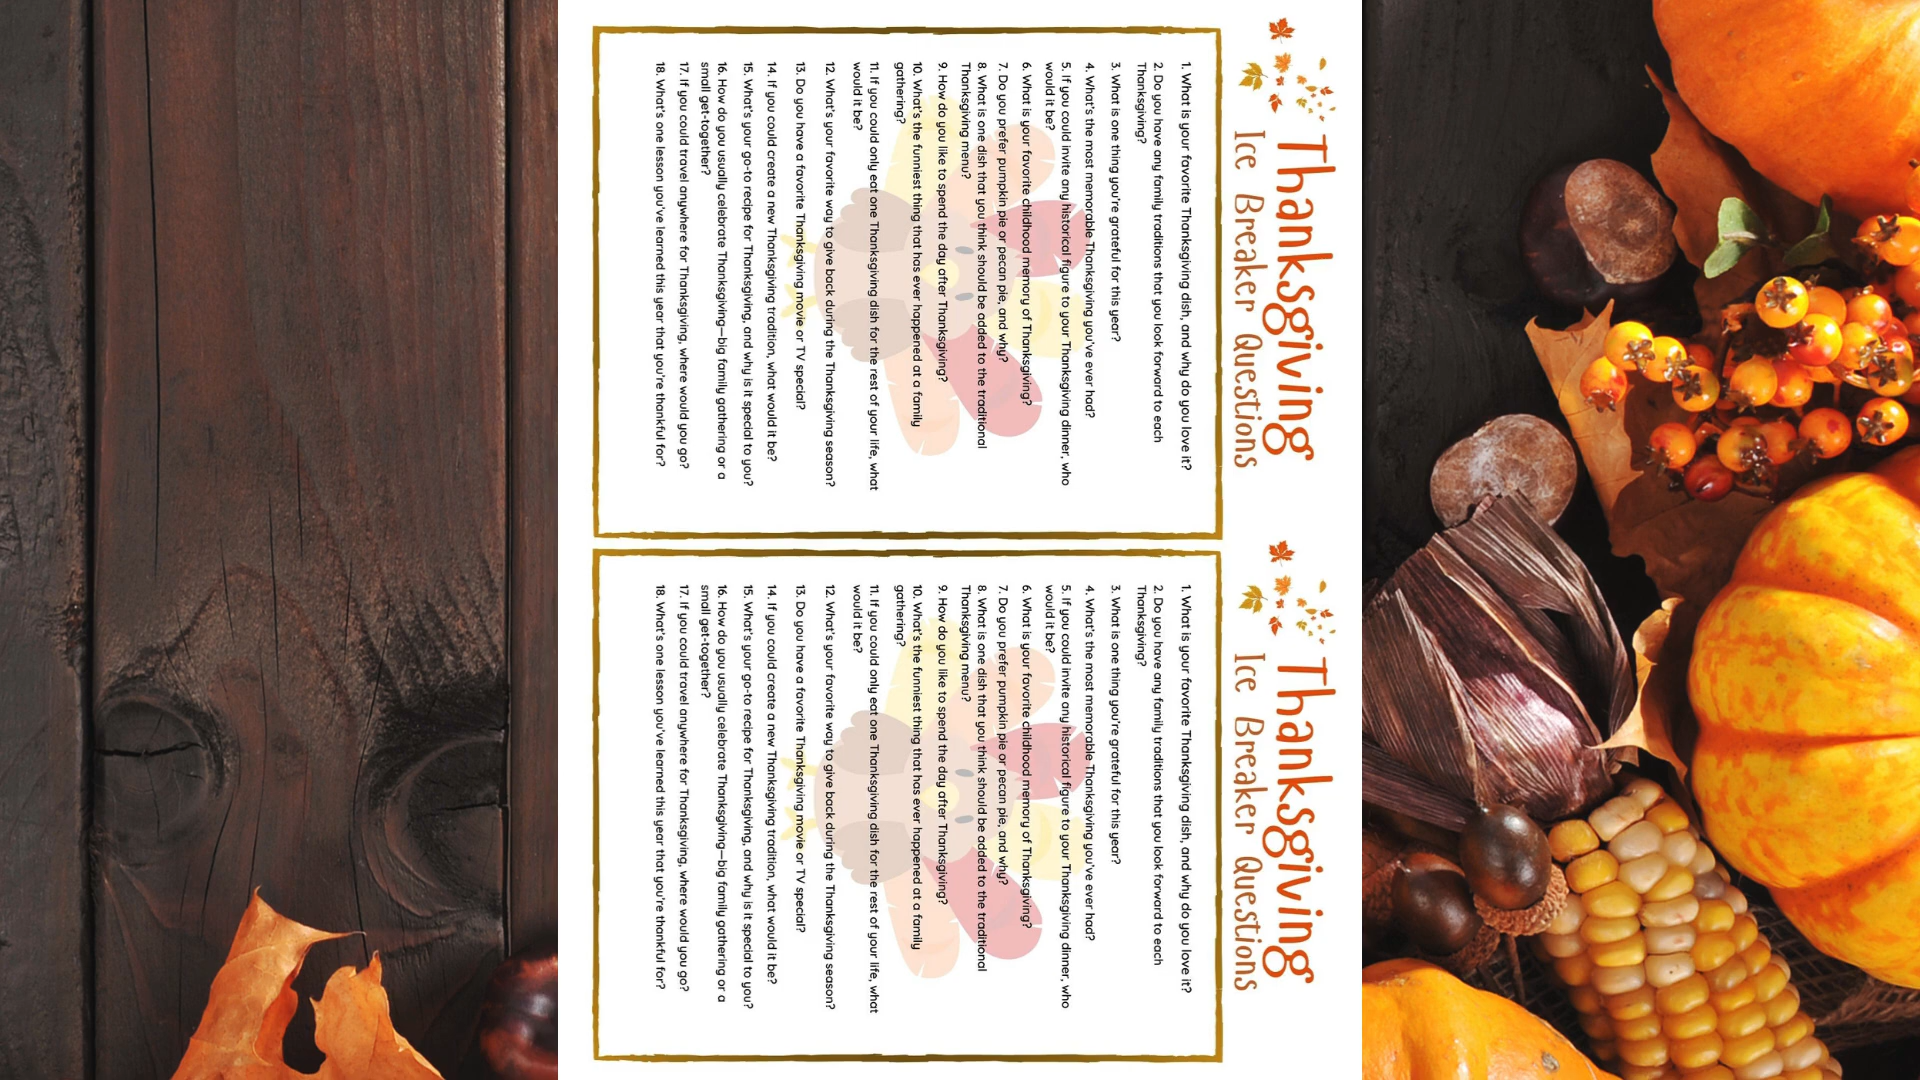 Thanksgiving
Ice Breaker Questions
1. What is your favorite Thanksgiving dish, and why do you love it?
2. Do you have any family traditions that you look forward to each
Thanksgiving?
3. What is one thing you're grateful for this year?
4. What's the most memorable Thanksgiving you've ever had?
5. If you could invite any historical figure to your Thanksgiving dinner, who
would it be?
6. What is your favorite childhood memory of Thanksgiving?
7. Do you prefer pumpkin pie or pecan pie, and why?
8. What is one dish that you think should be added to the traditional
Thanksgiving menu?
9. How do you like to spend the day after Thanksgiving?
10. What's the funniest thing that has ever happened at a family
gathering?
11. If you could only eat one Thanksgiving dish for the rest of your life, what
would it be?
12. What's your favorite way to give back during the Thanksgiving season?
13. Do you have a favorite Thanksgiving movie or TV special?
14. If you could create a new Thanksgiving tradition, what would it be?
15. What's your go-to recipe for Thanksgiving, and why is it special to you?
16. How do you usually celebrate Thanksgiving—big family gathering or a
small get-together?
17. If you could travel anywhere for Thanksgiving, where would you go?
18. What's one lesson you've learned this year that you're thankful for?
Thanksgiving
Ice Breaker Questions
1. What is your favorite Thanksgiving dish, and why do you love it?
2. Do you have any family traditions that you look forward to each
Thanksgiving?
3. What is one thing you're grateful for this year?
4. What's the most memorable Thanksgiving you've ever had?
5. If you could invite any historical figure to your Thanksgiving dinner, who
would it be?
6. What is your favorite childhood memory of Thanksgiving?
7. Do you prefer pumpkin pie or pecan pie, and why?
8. What is one dish that you think should be added to the traditional
Thanksgiving menu?
9. How do you like to spend the day after Thanksgiving?
10. What's the funniest thing that has ever happened at a family
gathering?
11. If you could only eat one Thanksgiving dish for the rest of your life, what
would it be?
12. What's your favorite way to give back during the Thanksgiving season?
13. Do you have a favorite Thanksgiving movie or TV special?
14. If you could create a new Thanksgiving tradition, what would it be?
15. What's your go-to recipe for Thanksgiving, and why is it special to you?
16. How do you usually celebrate Thanksgiving—big family gathering or a
small get-together?
17. If you could travel anywhere for Thanksgiving, where would you go?
18. What's one lesson you've learned this year that you're thankful for?